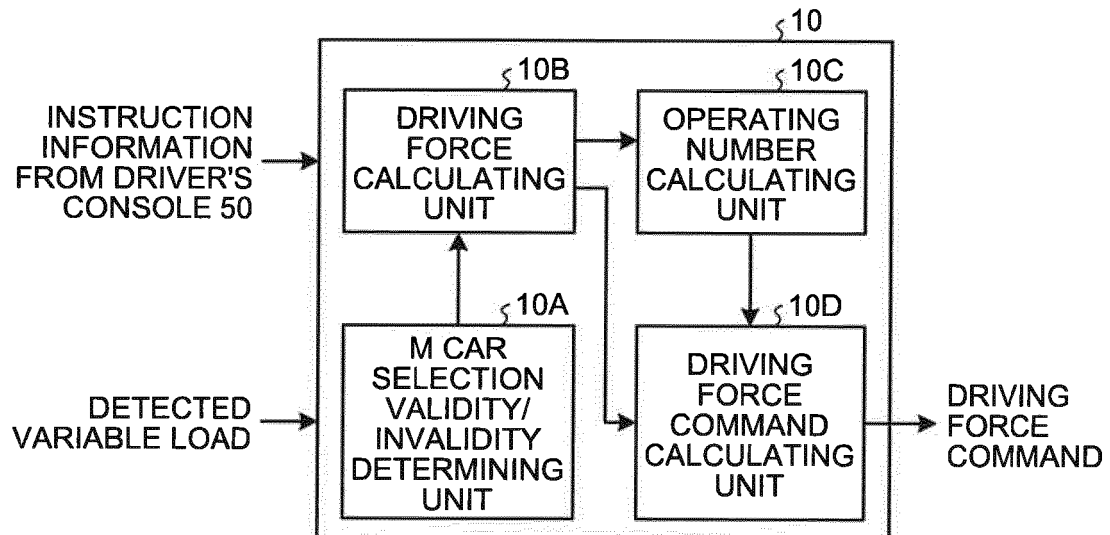 10
10B
10C
INSTRUCTION
INFORMATION
FROM DRIVER'S
CONSOLE 50
DRIVING
FORCE
CALCULATING
UNIT
OPERATING
NUMBER
CALCULATING
UNIT
10A
10D
DETECTED
VARIABLE LOAD
M CAR
SELECTION
VALIDITY/
INVALIDITY
DETERMINING
UNIT
DRIVING
FORCE
COMMAND
CALCULATING
UNIT
DRIVING
FORCE
COMMAND